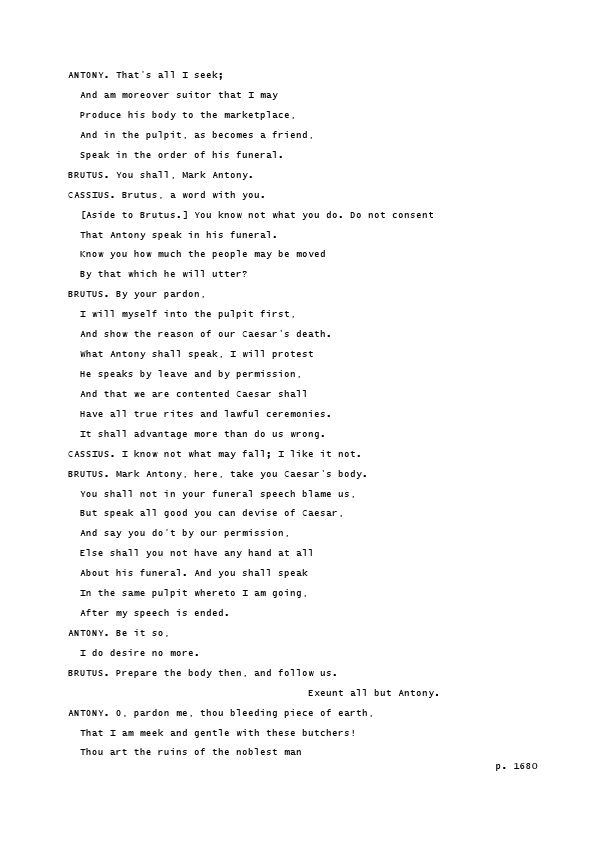 ANTONY. That's all I seek;
And am moreover suitor that I may
Produce his body to the marketplace,
And in the pulpit, as becomes a friend,
Speak in the order of his funeral.
BRUTUS. You shall, Mark Antony.
CASSIUS. Brutus, a word with you.
[Aside to Brutus.] You know not what you do. Do not consent
That Antony speak in his funeral.
Know you how much the people may be moved
By that which he will utter?
BRUTUS. By your pardon,
I will myself into the pulpit first,
And show the reason of our Caesar's death.
What Antony shall speak, I will protest
He speaks by leave and by permission,
And that we are contented Caesar shall
Have all true rites and lawful ceremonies.
It shall advantage more than do us wrong.
CASSIUS. I know not what may fall; I like it not.
BRUTUS. Mark Antony, here, take you Caesar's body.
You shall not in your funeral speech blame us,
But speak all good you can devise of Caesar,
And say you do't by our permission,
Else shall you not have any hand at all
About his funeral. And you shall speak
In the same pulpit whereto I am going,
After my speech is ended.
ANTONY. Be it so,
I do desire no more.
BRUTUS. Prepare the body then, and follow us.
Exeunt all but Antony.
ANTONY. O, pardon me, thou bleeding piece of earth,
That I am meek and gentle with these butchers!
Thou art the ruins of the noblest man
p. 1680